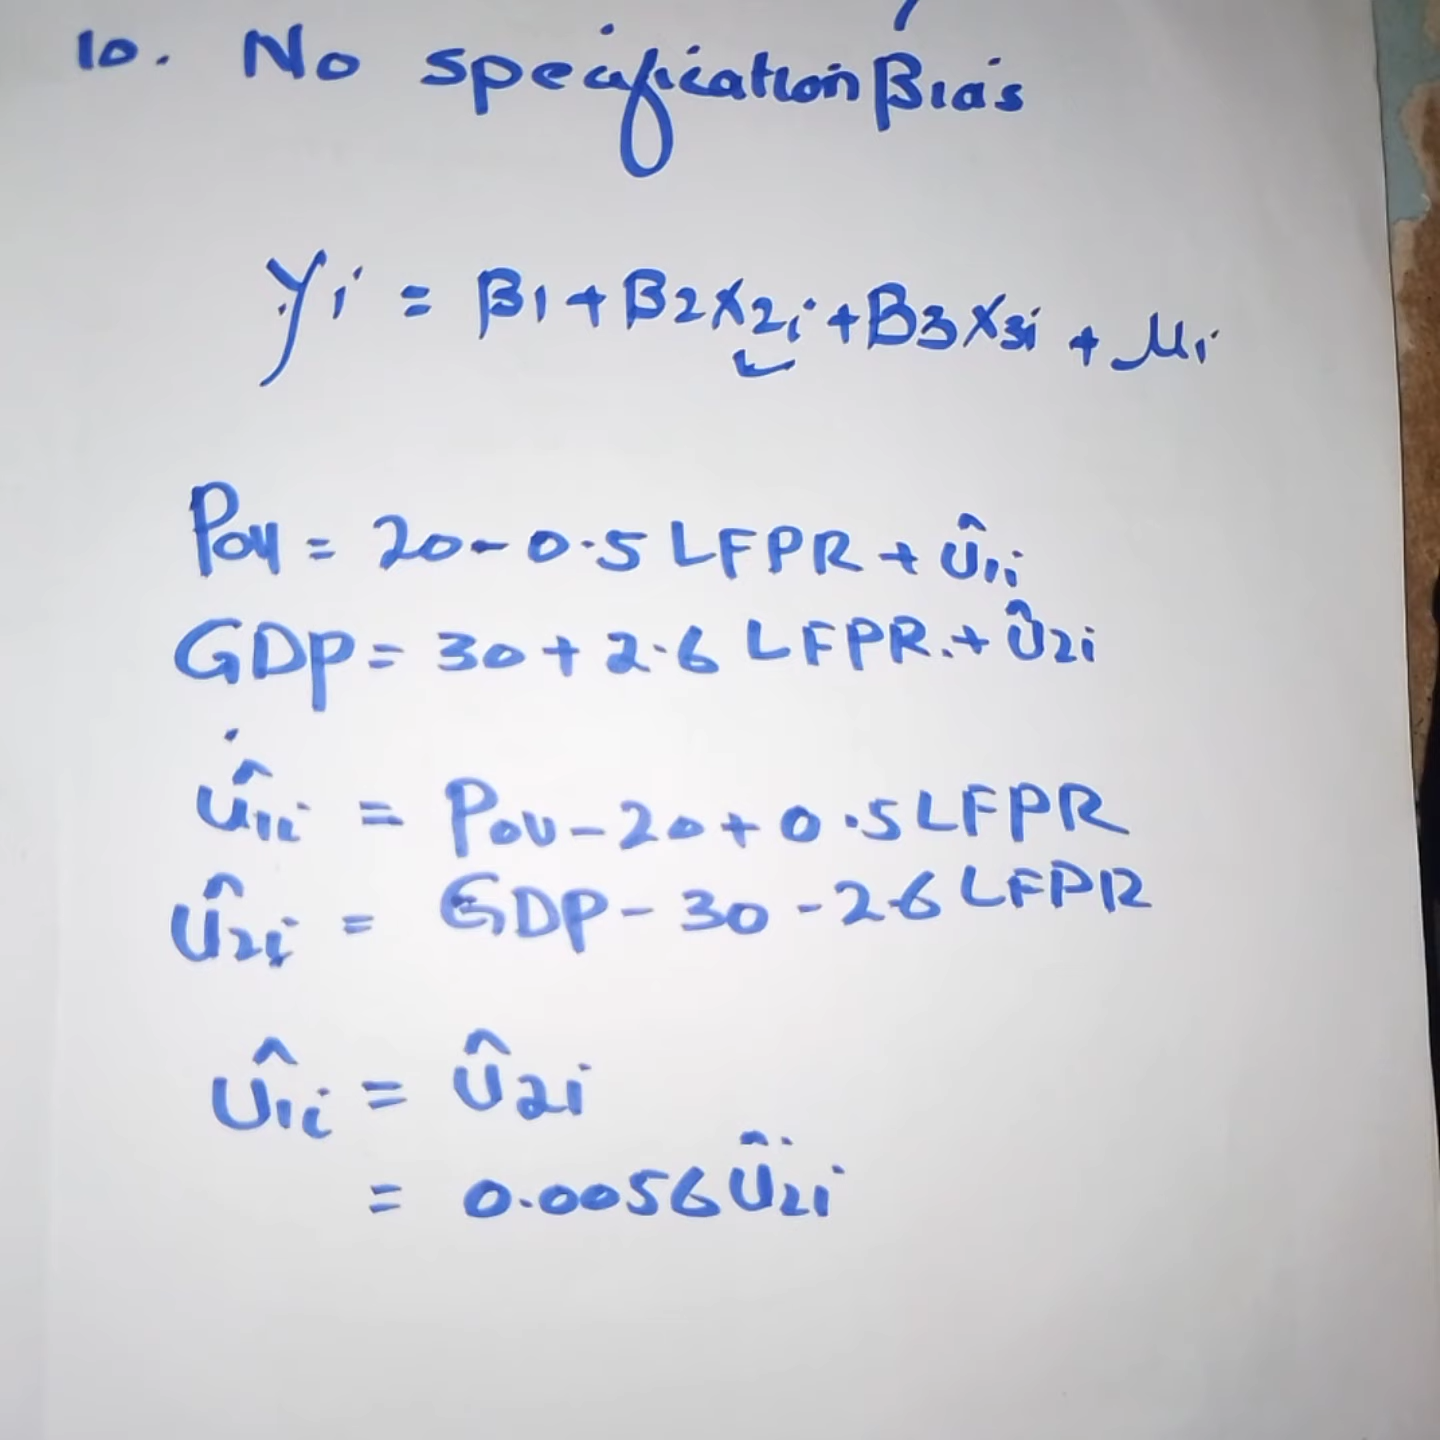 10. No specification Bias
Yi = β1 + β2X2i + β3X3i + μi
Pov = 20 - 0.5 LFPR + û1i
GDP = 30 + 2.6 LFPR. + û2i
û1i = Pov - 20 + 0.5 LFPR
û2i = GDP - 30 - 2.6 LFPR
û1i = û2i
= 0.0056 û2i